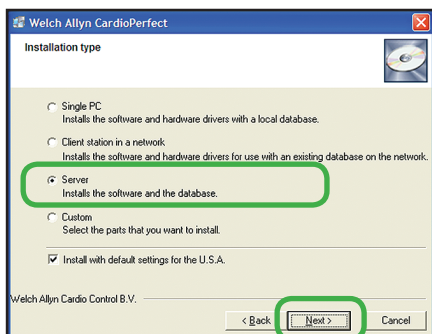 Welch Allyn CardioPerfect
Installation type
Single PC
Installs the software and hardware drivers with a local database.
Client station in a network
Installs the software and hardware drivers for use with an existing database on the network.
Server
Installs the software and the database.
Custom
Select the parts that you want to install.
Install with default settings for the U.S.A.
Welch Allyn Cardio Control B.V.
< Back Next > Cancel